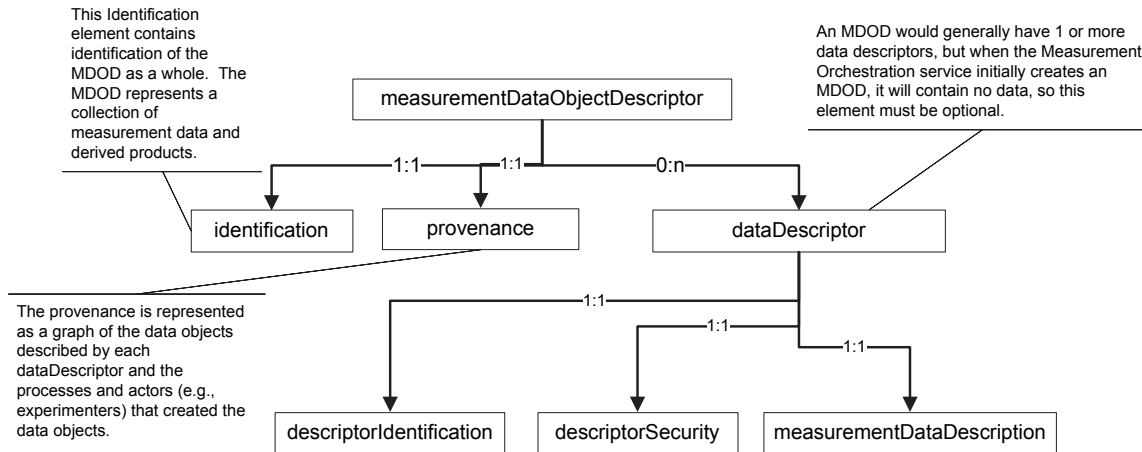 This Identification
element contains
identification of the
MDOD as a whole.  The
MDOD represents a
collection of
measurement data and
derived products.
An MDOD would generally have 1 or more
data descriptors, but when the Measurement
Orchestration service initially creates an
MDOD, it will contain no data, so this
element must be optional.
measurementDataObjectDescriptor
1:1
1:1
0:n
identification
provenance
dataDescriptor
The provenance is represented
as a graph of the data objects
described by each
dataDescriptor and the
processes and actors (e.g.,
experimenters) that created the
data objects.
1:1
1:1
1:1
descriptorIdentification
descriptorSecurity
measurementDataDescription